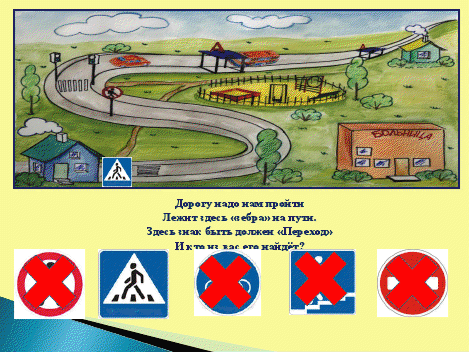 БОЛЬНИЦА
Дорогу надо нам пройти
Лежит здесь «зебра» на пути.
Здесь знак быть должен «Переход»
И кто из вас его найдёт?